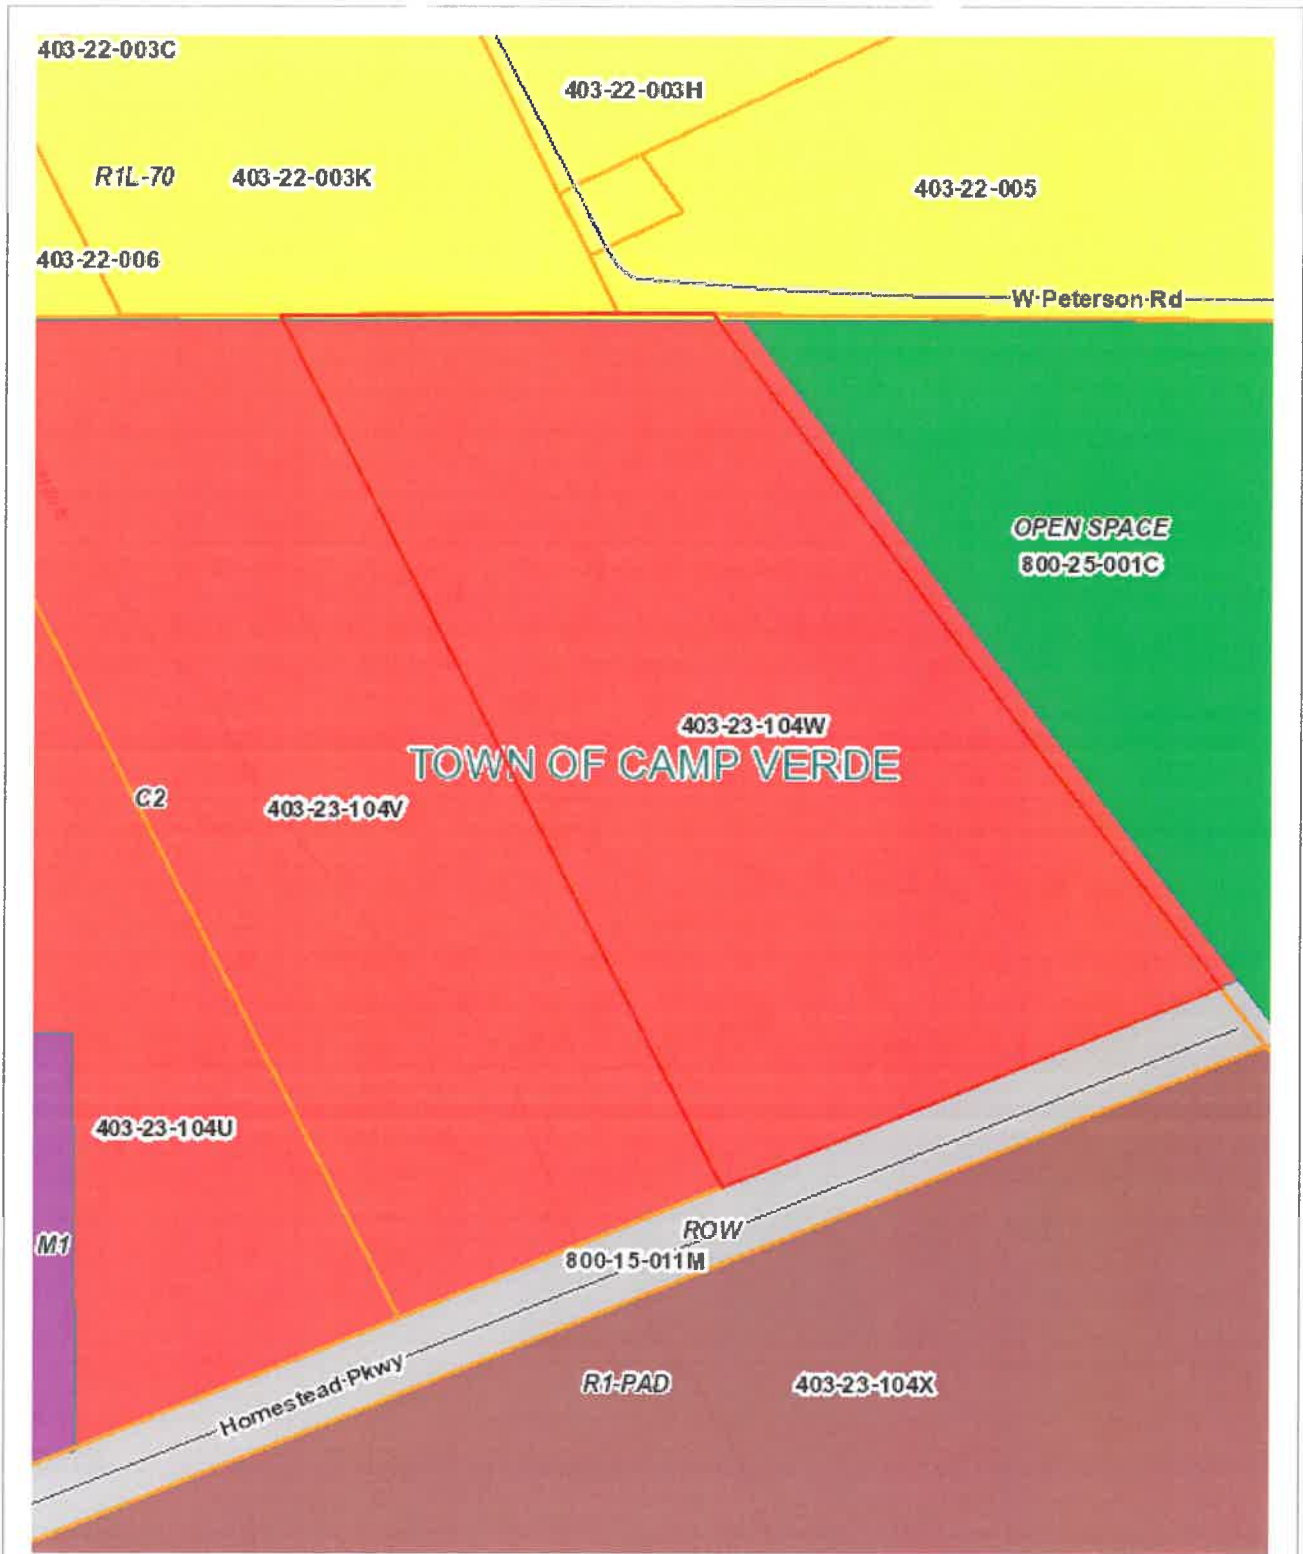 403-22-003C
403-22-003H
R1L-70
403-22-003K
403-22-005
403-22-006
W Peterson Rd
OPEN SPACE
800-25-001C
403-23-104W
TOWN OF CAMP VERDE
C2
403-23-104V
403-23-104U
M1
ROW
800-15-011M
Homestead Pkwy
R1-PAD
403-23-104X